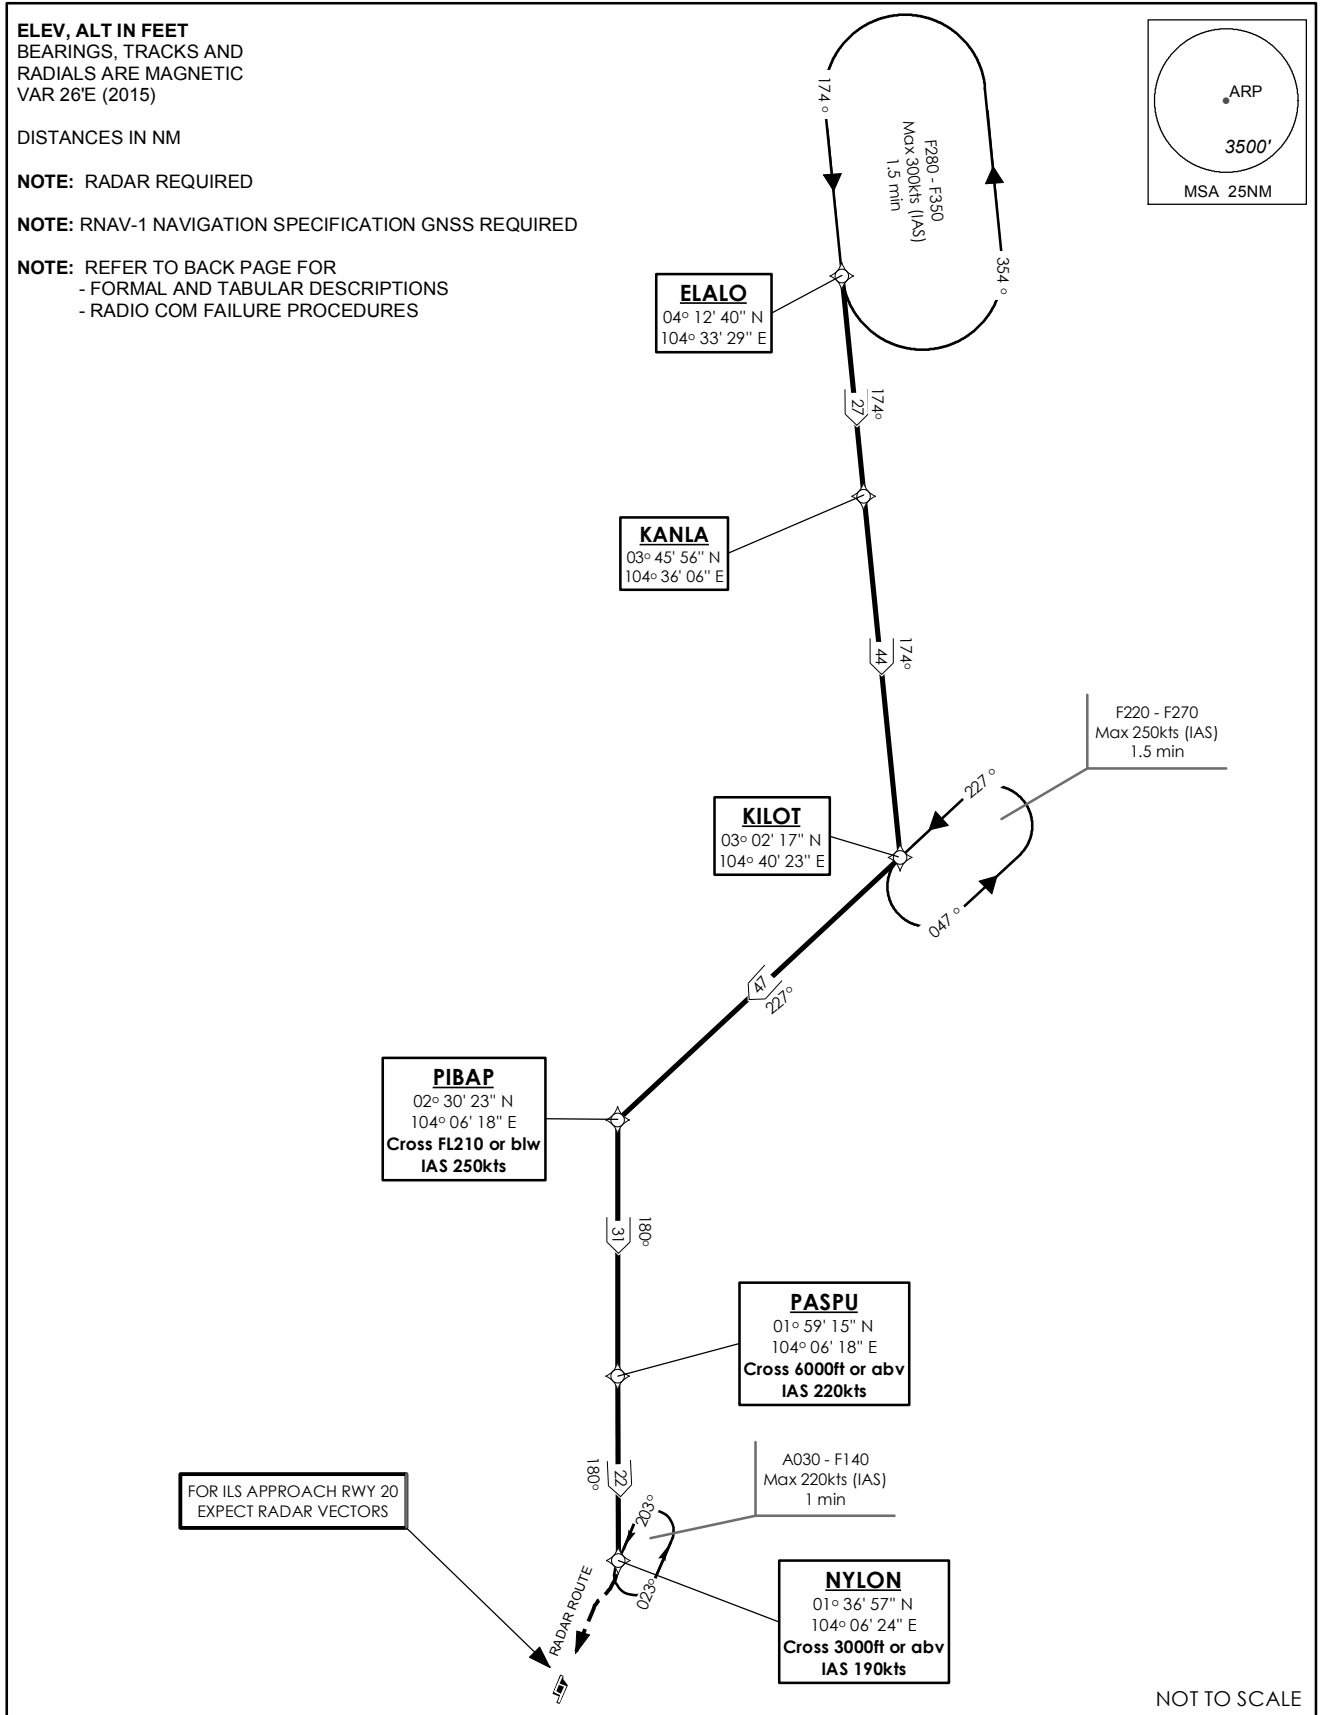 ELEV, ALT IN FEET
BEARINGS, TRACKS AND
RADIALS ARE MAGNETIC
VAR 26'E (2015)
DISTANCES IN NM
NOTE: RADAR REQUIRED
NOTE: RNAV-1 NAVIGATION SPECIFICATION GNSS REQUIRED
NOTE: REFER TO BACK PAGE FOR
- FORMAL AND TABULAR DESCRIPTIONS
- RADIO COM FAILURE PROCEDURES
ARP
3500'
MSA 25NM
174°
F280 - F350
Max 300kts (IAS)
1.5 min
354°
ELALO
04° 12' 40" N
104° 33' 29" E
27
174°
KANLA
03° 45' 56" N
104° 36' 06" E
44
174°
F220 - F270
Max 250kts (IAS)
1.5 min
227°
047°
KILOT
03° 02' 17" N
104° 40' 23" E
47
227°
PIBAP
02° 30' 23" N
104° 06' 18" E
Cross FL210 or blw
IAS 250kts
31
180°
PASPU
01° 59' 15" N
104° 06' 18" E
Cross 6000ft or abv
IAS 220kts
22
180°
A030 - F140
Max 220kts (IAS)
1 min
203°
023°
FOR ILS APPROACH RWY 20
EXPECT RADAR VECTORS
RADAR ROUTE
NYLON
01° 36' 57" N
104° 06' 24" E
Cross 3000ft or abv
IAS 190kts
NOT TO SCALE